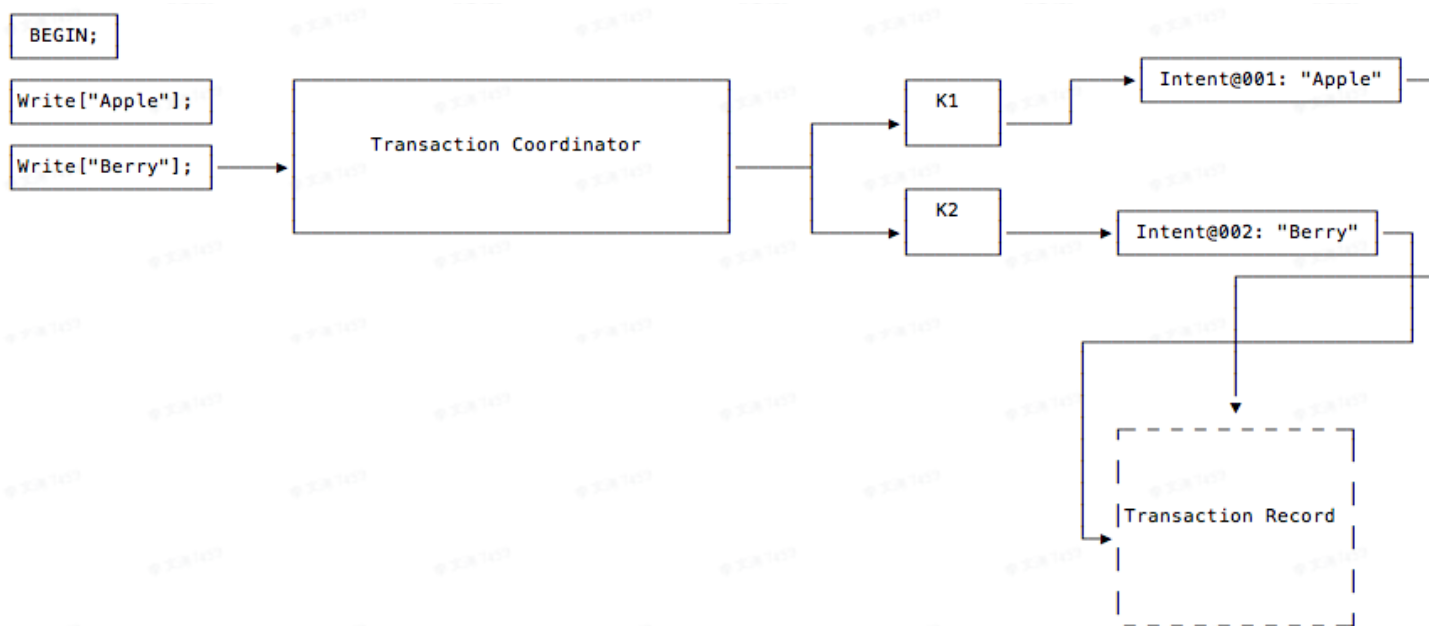 BEGIN;
Write["Apple"];
Write["Berry"];
Transaction Coordinator
K1
K2
Intent@001: "Apple"
Intent@002: "Berry"
Transaction Record